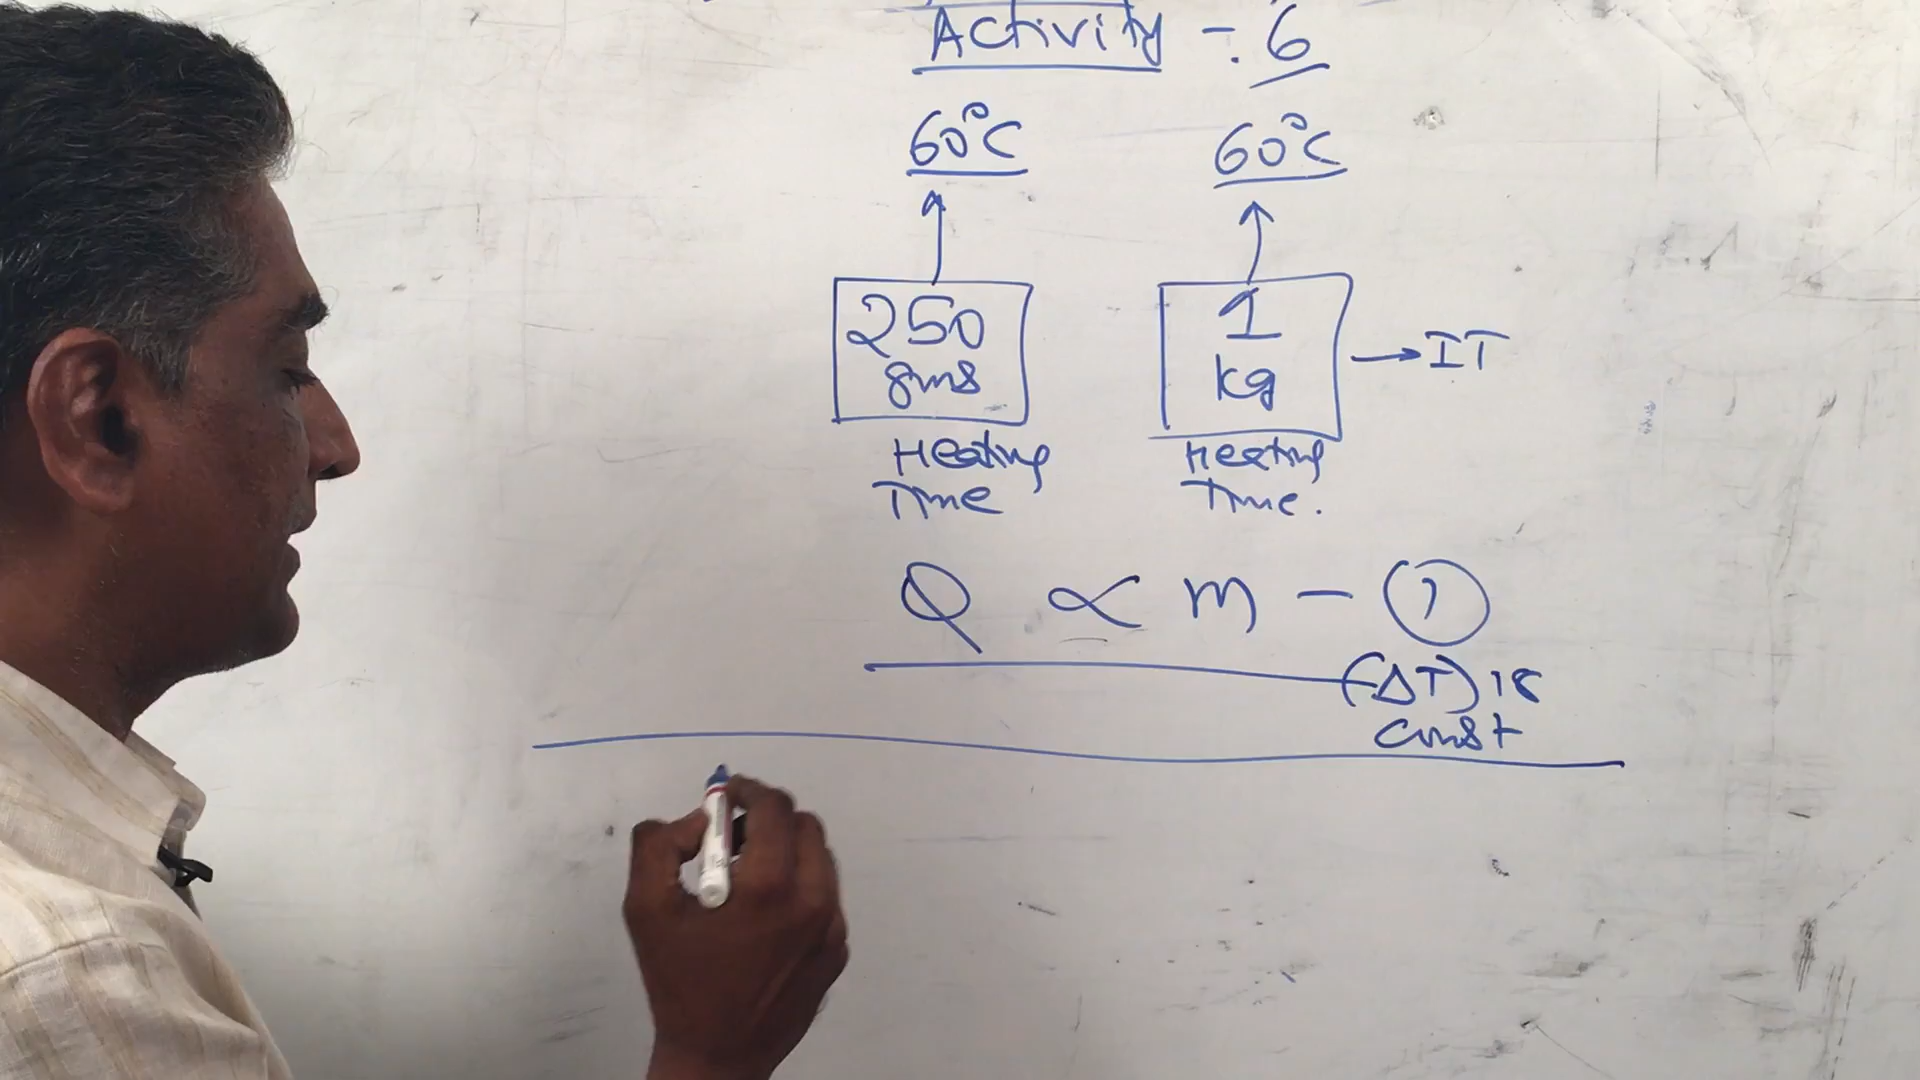 Activity - 6
60°C 60°C
250 1
gms kg → IT
Heating Heating
Time Time.
Q ∝ m - 1
(ΔT) is
const